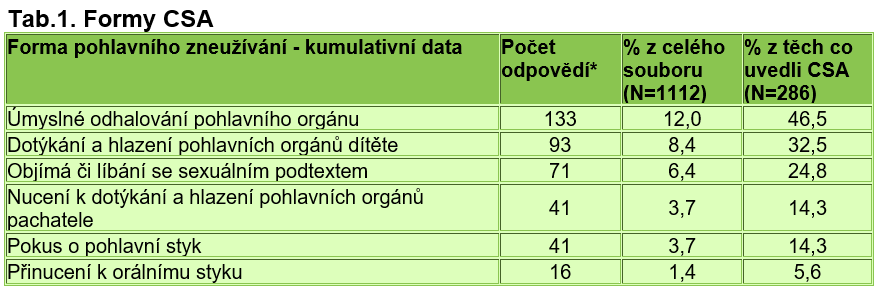 Tab.1. Formy CSA
Forma pohlavního zneužívání - kumulativní data
Počet
odpovědí*
% z celého
souboru
(N=1112)
% z těch co
uvedli CSA
(N=286)
Úmyslné odhalování pohlavního orgánu 133 12,0 46,5
Dotýkání a hlazení pohlavních orgánů dítěte 93 8,4 32,5
Objímá či líbání se sexuálním podtextem 71 6,4 24,8
Nucení k dotýkání a hlazení pohlavních orgánů
pachatele 41 3,7 14,3
Pokus o pohlavní styk 41 3,7 14,3
Přinucení k orálnímu styku 16 1,4 5,6